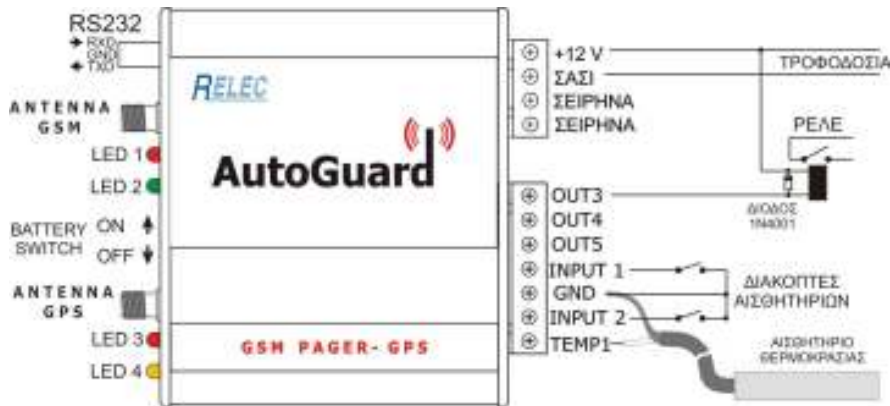 RS232
RXD
GND
TXD
ANTENNA
GSM
LED 1
LED 2
BATTERY
SWITCH
ON
OFF
ANTENNA
GPS
LED 3
LED 4
RELEC
AutoGuard
GSM PAGER-GPS
+12 V
ΣΑΣΙ
ΣΕΙΡΗΝΑ
ΣΕΙΡΗΝΑ
ΤΡΟΦΟΔΟΣΙΑ
ΡΕΛΕ
ΔΙΟΔΟΣ
1N4001
OUT3
OUT4
OUT5
INPUT 1
GND
INPUT 2
TEMP1
ΔΙΑΚΟΠΤΕΣ
ΑΙΣΘΗΤΗΡΙΩΝ
ΑΙΣΘΗΤΗΡΙΟ
ΘΕΡΜΟΚΡΑΣΙΑΣ